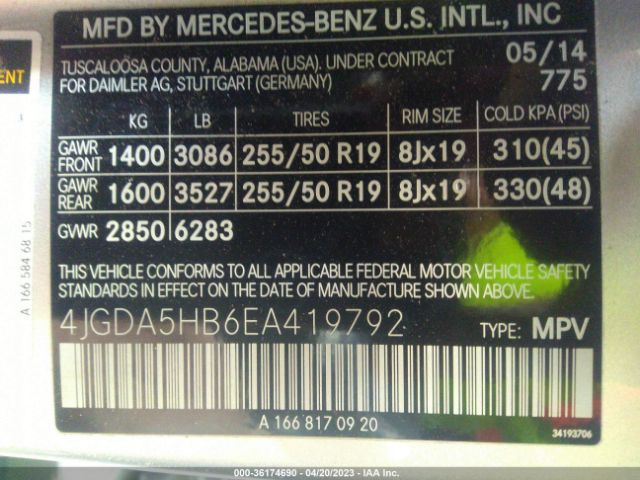 MFD BY MERCEDES-BENZ U.S. INTL., INC
TUSCALOOSA COUNTY, ALABAMA (USA). UNDER CONTRACT 05/14
FOR DAIMLER AG, STUTTGART (GERMANY) 775
KG LB TIRES RIM SIZE COLD KPA(PSI)
GAWR FRONT 1400 3086 255/50 R19 8Jx19 310(45)
GAWR REAR 1600 3527 255/50 R19 8Jx19 330(48)
GVWR 2850 6283
THIS VEHICLE CONFORMS TO ALL APPLICABLE FEDERAL MOTOR VEHICLE SAFETY
STANDARDS IN EFFECT ON THE DATE OF MANUFACTURE SHOWN ABOVE.
4JGDA5HB6EA419792 TYPE: MPV
A 166 817 09 20
34193706
A 166 584 68 15
000-36174690 - 04/20/2023 - IAA Inc.